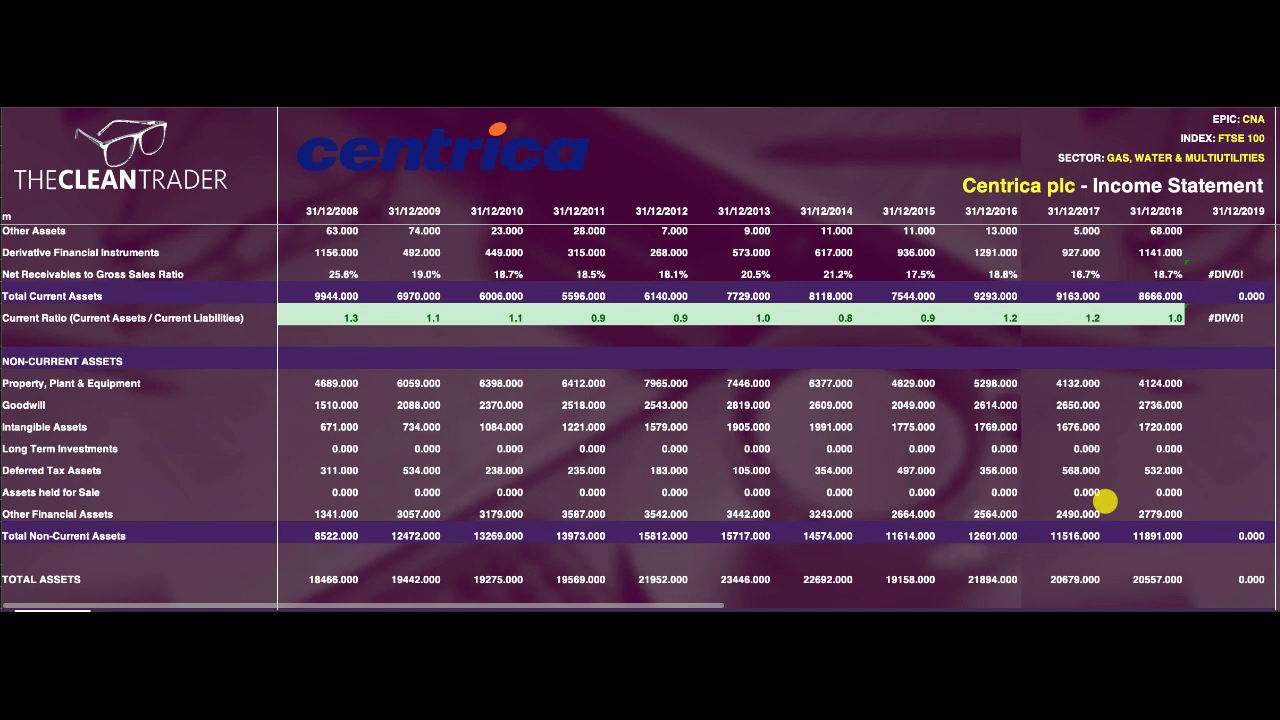 THECLEANTRADER
centrica
EPIC: CNA
INDEX: FTSE 100
SECTOR: GAS, WATER & MULTIUTILITIES
Centrica plc - Income Statement
m 31/12/2008 31/12/2009 31/12/2010 31/12/2011 31/12/2012 31/12/2013 31/12/2014 31/12/2015 31/12/2016 31/12/2017 31/12/2018 31/12/2019
Other Assets 63.000 74.000 23.000 28.000 7.000 9.000 11.000 11.000 13.000 5.000 68.000
Derivative Financial Instruments 1156.000 492.000 449.000 315.000 268.000 573.000 617.000 936.000 1291.000 927.000 1141.000
Net Receivables to Gross Sales Ratio 25.6% 19.0% 18.7% 18.5% 18.1% 20.5% 21.2% 17.5% 18.8% 16.7% 18.7% #DIV/0!
Total Current Assets 9944.000 6970.000 6006.000 5596.000 6140.000 7729.000 8118.000 7544.000 9293.000 9163.000 8666.000 0.000
Current Ratio (Current Assets / Current Liabilities) 1.3 1.1 1.1 0.9 0.9 1.0 0.8 0.9 1.2 1.2 1.0 #DIV/0!
NON-CURRENT ASSETS
Property, Plant & Equipment 4689.000 6059.000 6398.000 6412.000 7965.000 7446.000 6377.000 4629.000 5298.000 4132.000 4124.000
Goodwill 1510.000 2088.000 2370.000 2518.000 2543.000 2819.000 2609.000 2049.000 2614.000 2650.000 2736.000
Intangible Assets 671.000 734.000 1084.000 1221.000 1579.000 1905.000 1991.000 1775.000 1769.000 1676.000 1720.000
Long Term Investments 0.000 0.000 0.000 0.000 0.000 0.000 0.000 0.000 0.000 0.000 0.000
Deferred Tax Assets 311.000 534.000 238.000 235.000 183.000 105.000 354.000 497.000 356.000 568.000 532.000
Assets held for Sale 0.000 0.000 0.000 0.000 0.000 0.000 0.000 0.000 0.000 0.000 0.000
Other Financial Assets 1341.000 3057.000 3179.000 3587.000 3542.000 3442.000 3243.000 2664.000 2564.000 2490.000 2779.000
Total Non-Current Assets 8522.000 12472.000 13269.000 13973.000 15812.000 15717.000 14574.000 11614.000 12601.000 11516.000 11891.000 0.000
TOTAL ASSETS 18466.000 19442.000 19275.000 19569.000 21952.000 23446.000 22692.000 19158.000 21894.000 20679.000 20557.000 0.000